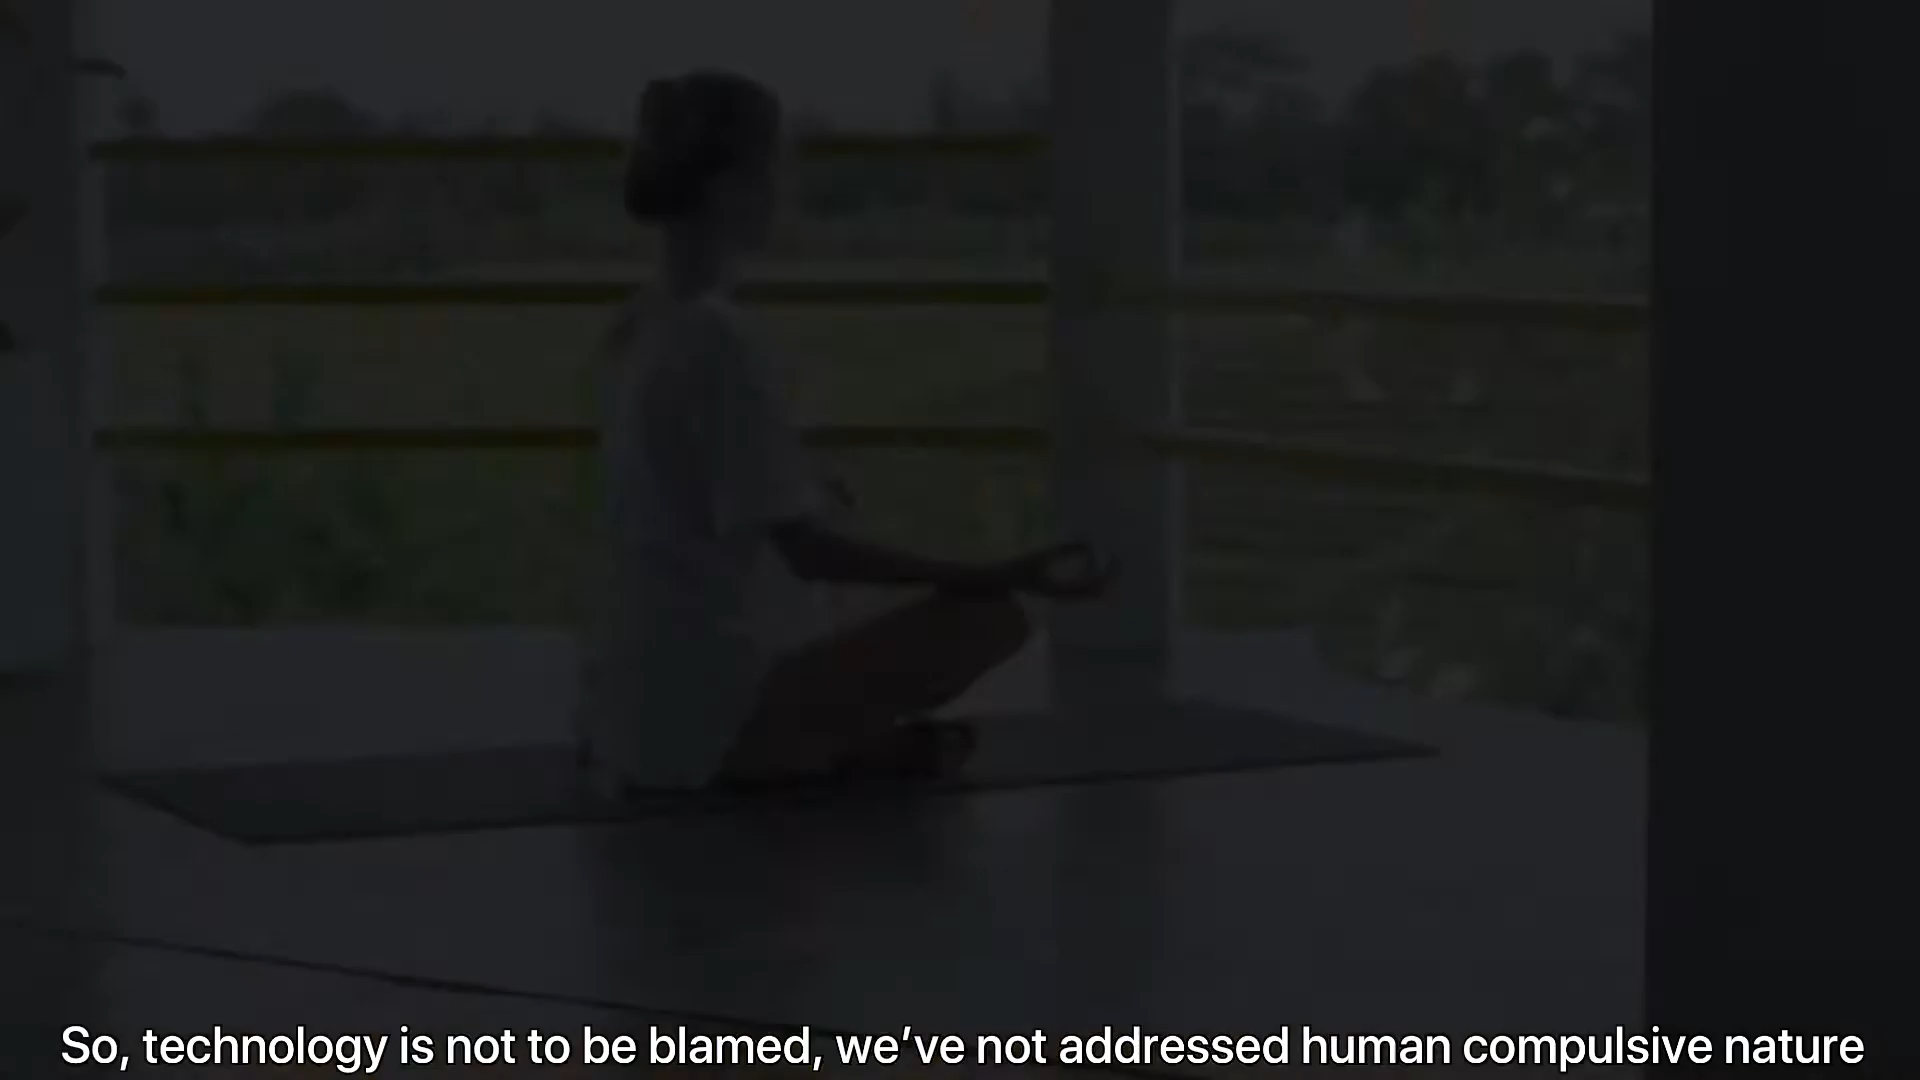 So, technology is not to be blamed, we’ve not addressed human compulsive nature